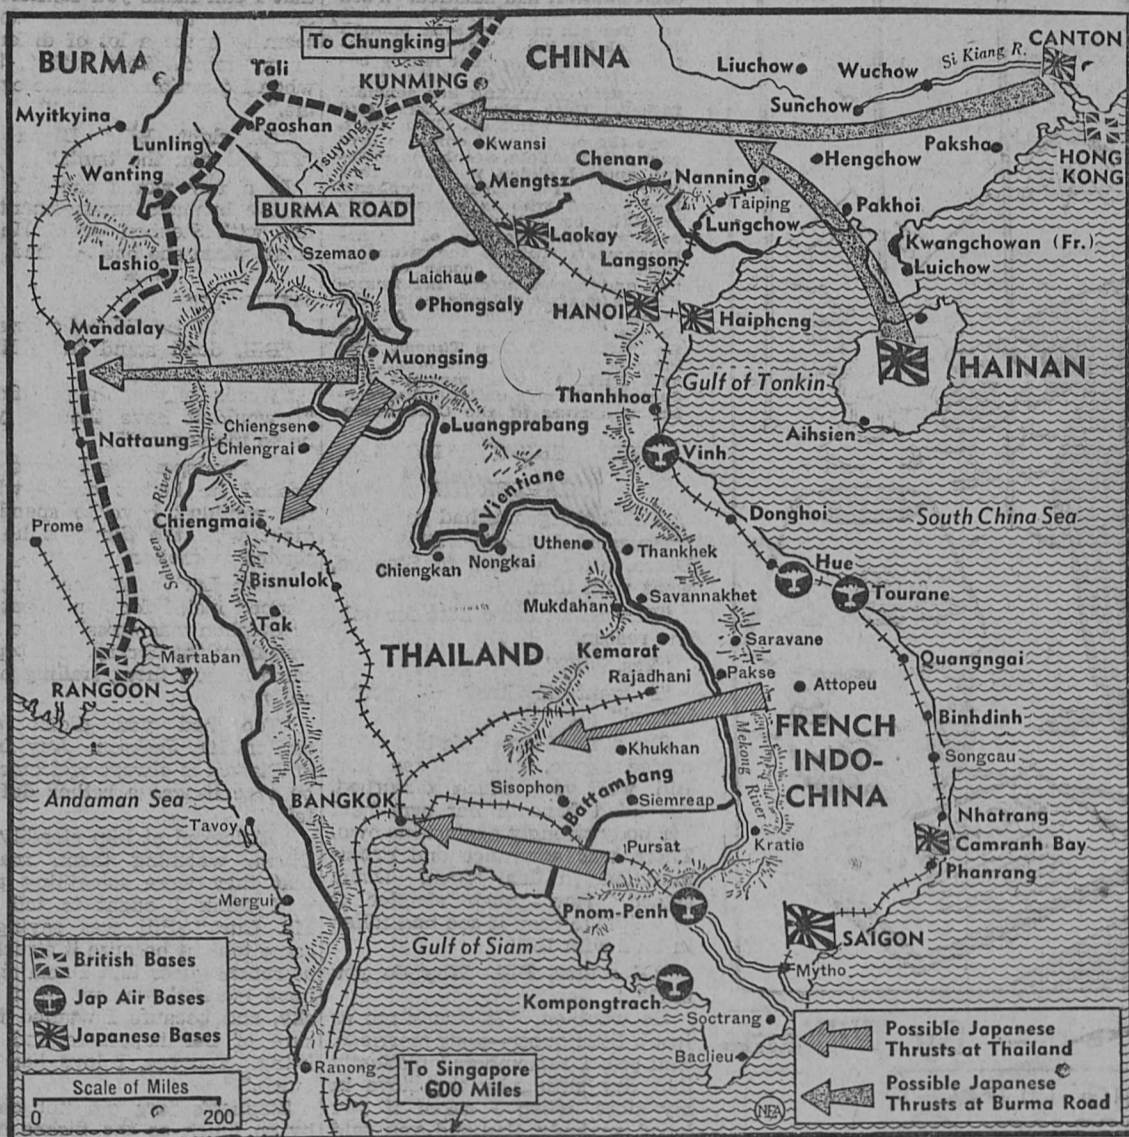 To Chungking
CHINA
CANTON
BURMA
Tali
KUNMING
Liuchow
Wuchow
Si Kiang R.
Sunchow
Myitkyina
Paoshan
Lunling
Tsuyung
Kwansi
Chenan
Hengchow
Paksha
HONG
KONG
Wanting
Mengtsz
Nanning
BURMA ROAD
Taiping
Pakhoi
Laokay
Lungchow
Kwangchowan (Fr.)
Szemao
Langson
Luichow
Lashio
Laichau
Phongsaly
HANOI
Haipheng
Mandalay
Muongsing
HAINAN
Gulf of Tonkin
Thanhhoa
Nattaung
Chiengsen
Luangprabang
Aihsien
Chlengrai
Vinh
Salween River
Vientiane
Prome
Chiengmai
Donghoi
South China Sea
Uthen
Thankhek
Hue
Chiengkan
Nongkai
Bisnulok
Tourane
Savannakhet
Mukdahan
Tak
Saravane
THAILAND
Kemarat
Martaban
Quangngai
Rajadhani
Pakse
Attopeu
RANGOON
Binhdinh
FRENCH
INDO-
CHINA
Mekong River
Khukhan
Songcau
Andaman Sea
BANGKOK
Sisophon
Battambang
Siemreap
Nhatrang
Tavoy
Kratie
Camranh Bay
Pursat
Phanrang
Mergui
Pnom-Penh
SAIGON
Gulf of Siam
Mytho
British Bases
Jap Air Bases
Japanese Bases
Kompongtrach
Soctrang
Baclieu
Ranong
To Singapore
600 Miles
Scale of Miles
0 200
NEA
Possible Japanese
Thrusts at Thailand
Possible Japanese
Thrusts at Burma Road